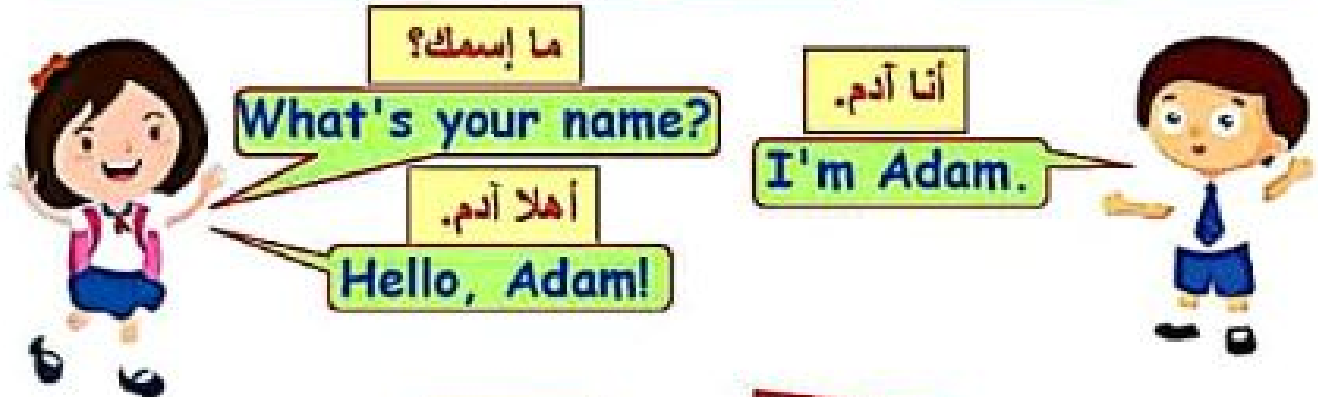 ما إسمك؟
What's your name?
أنا آدم.
I'm Adam.
أهلا آدم.
Hello, Adam!